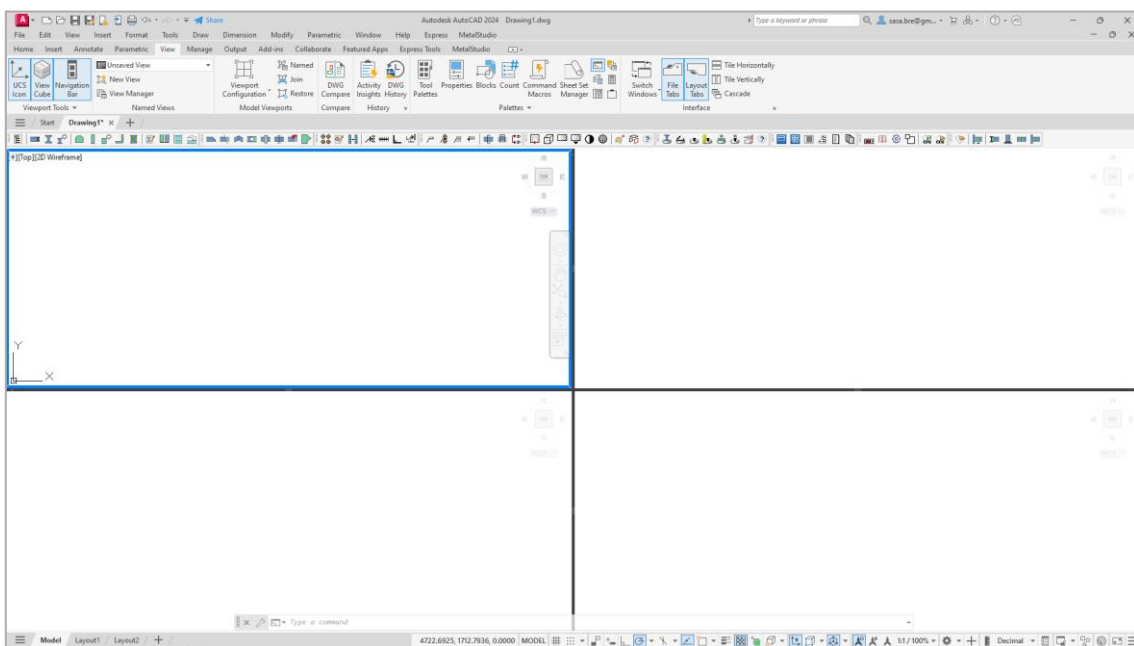 Share Autodesk AutoCAD 2024 Drawing1.dwg Type a keyword or phrase sasa.bre@gm...
File Edit View Insert Format Tools Draw Dimension Modify Parametric Window Help Express MetalStudio
Home Insert Annotate Parametric View Manage Output Add-ins Collaborate Featured Apps Express Tools MetalStudio
Unsaved View Named Tile Horizontally
New View Join Tile Vertically
UCS Icon View Cube Navigation Bar View Manager Viewport Configuration Restore DWG Compare Activity Insights DWG History Tool Palettes Properties Blocks Count Command Macros Sheet Set Manager Switch Windows File Tabs Layout Tabs Cascade
Viewport Tools Named Views Model Viewports Compare History Palettes Interface
Start Drawing1* +
[+][Top][2D Wireframe]
W TOP E
S
WCS
Y
X
Type a command
Model Layout1 Layout2 + 4722.6925, 1712.7936, 0.0000 MODEL 1:1 / 100% Decimal